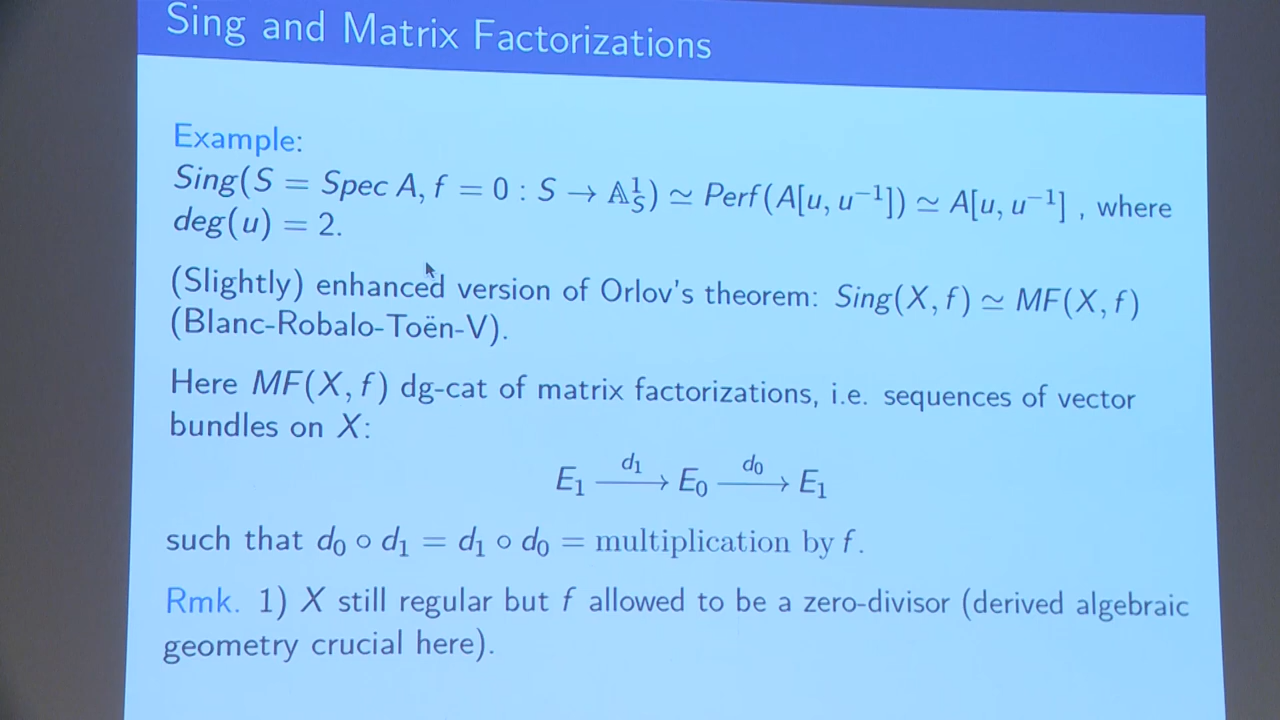 Sing and Matrix Factorizations
Example:
Sing(S = Spec A, f = 0 : S → 𝔸¹_S) ≃ Perf(A[u, u⁻¹]) ≃ A[u, u⁻¹] , where
deg(u) = 2.
(Slightly) enhanced version of Orlov's theorem: Sing(X, f) ≃ MF(X, f)
(Blanc-Robalo-Toën-V).
Here MF(X, f) dg-cat of matrix factorizations, i.e. sequences of vector
bundles on X:
E₁ —d₁→ E₀ —d₀→ E₁
such that d₀ ∘ d₁ = d₁ ∘ d₀ = multiplication by f.
Rmk. 1) X still regular but f allowed to be a zero-divisor (derived algebraic
geometry crucial here).